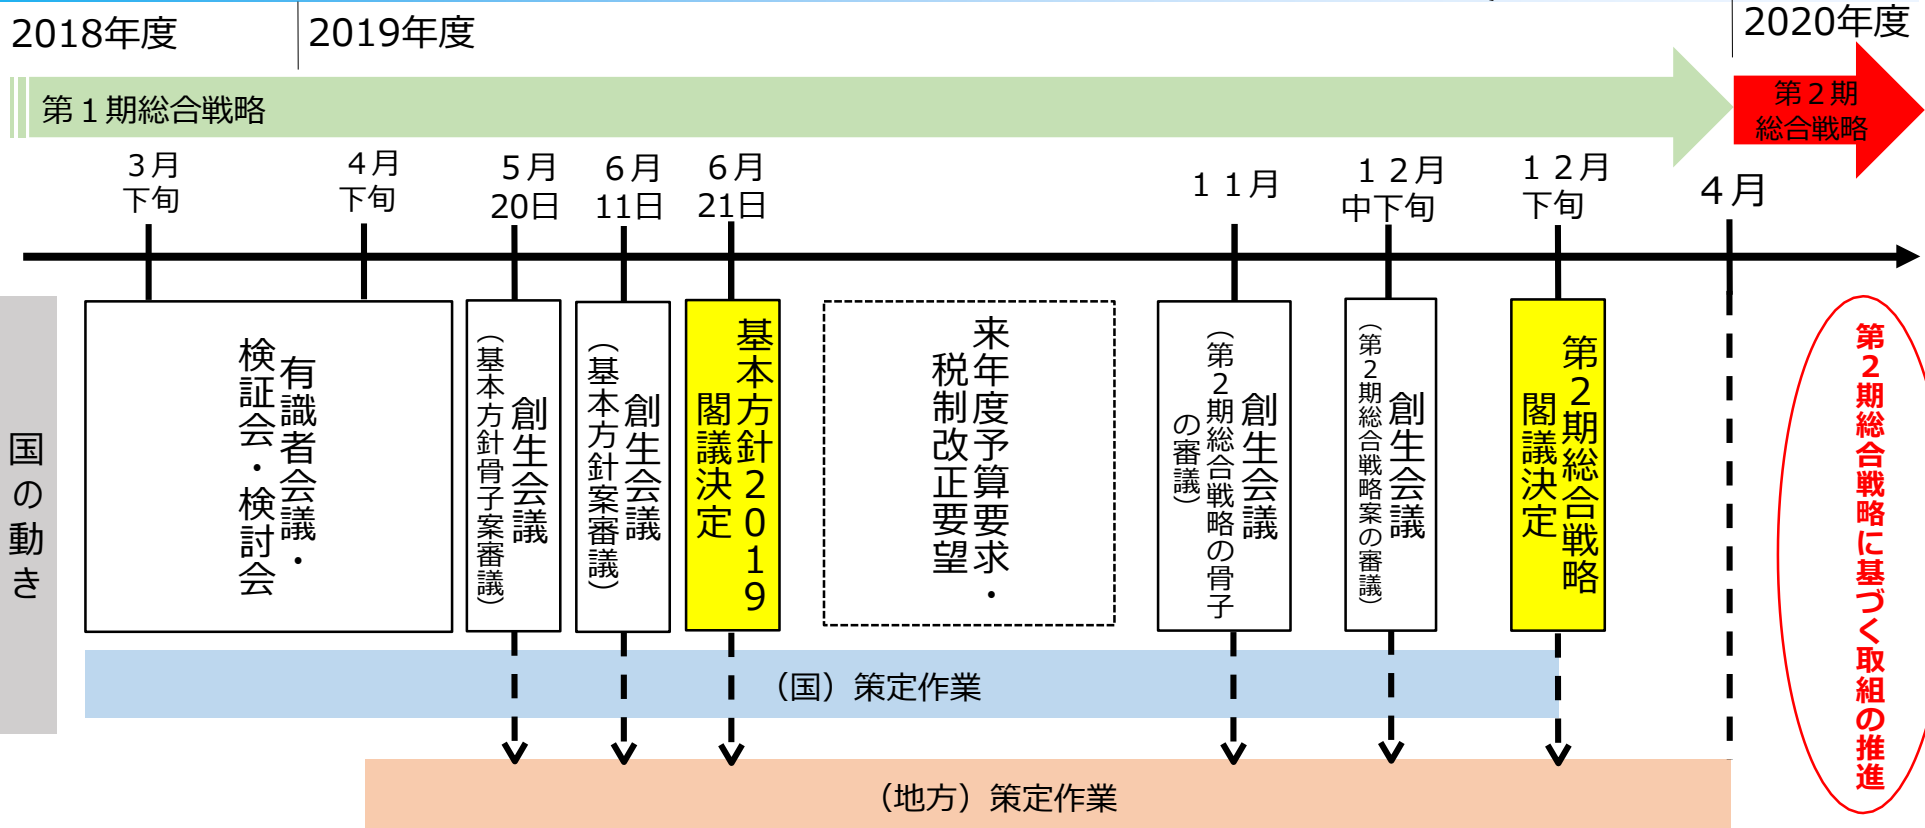 2018年度
2019年度
2020年度
第１期総合戦略
第２期
総合戦略
３月
下旬
４月
下旬
５月
20日
６月
11日
６月
21日
１１月
１２月
中下旬
１２月
下旬
４月
国の動き
有識者会議・
検証会・検討会
創生会議
（基本方針骨子案審議）
創生会議
（基本方針案審議）
基本方針２０１９
閣議決定
来年度予算要求・
税制改正要望
創生会議
（第２期総合戦略の骨子
の審議）
創生会議
（第２期総合戦略案の審議）
第２期総合戦略
閣議決定
第２期総合戦略に基づく取組の推進
（国）策定作業
（地方）策定作業